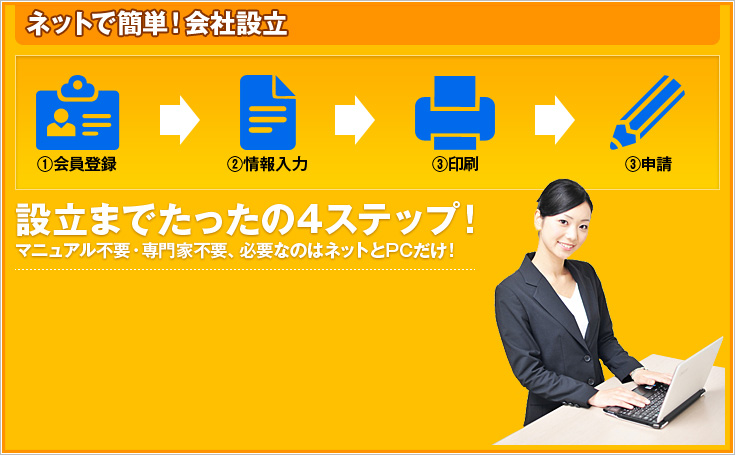 ネットで簡単！会社設立
①会員登録
②情報入力
③印刷
③申請
設立までたったの4ステップ！
マニュアル不要・専門家不要、必要なのはネットとPCだけ！